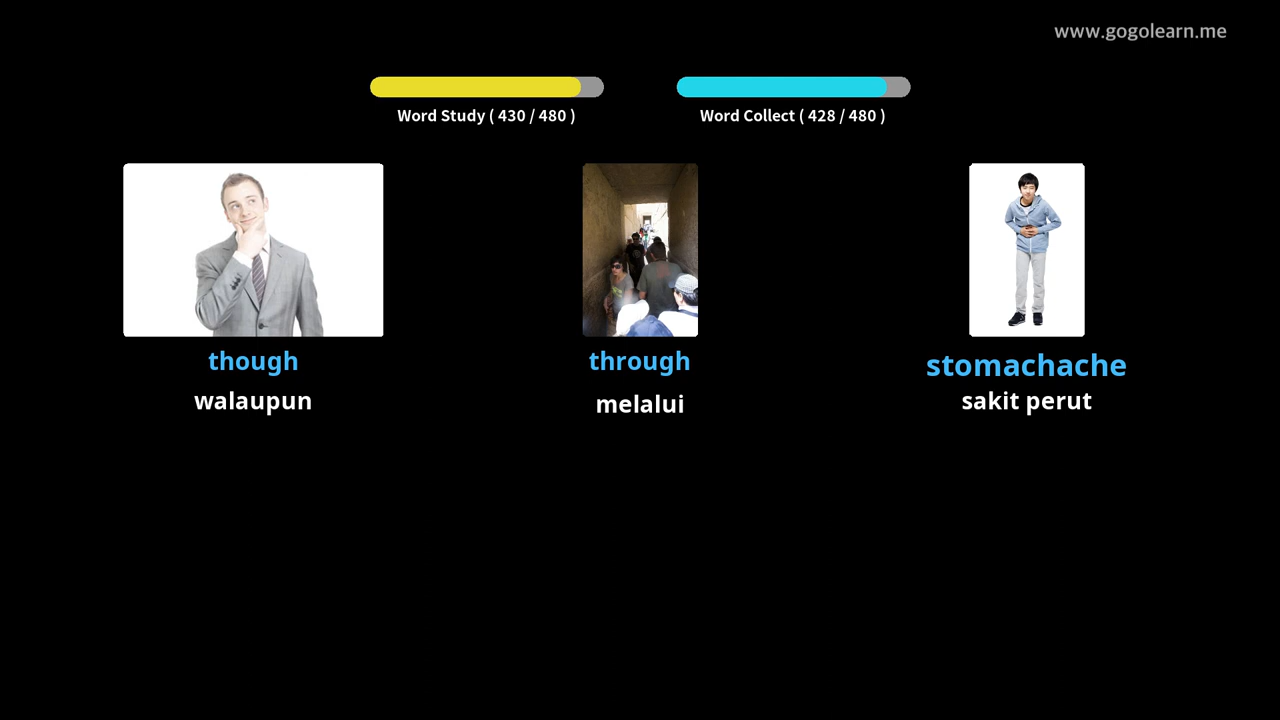 www.gogolearn.me
Word Study ( 430 / 480 )
Word Collect ( 428 / 480 )
though
through
stomachache
walaupun
melalui
sakit perut